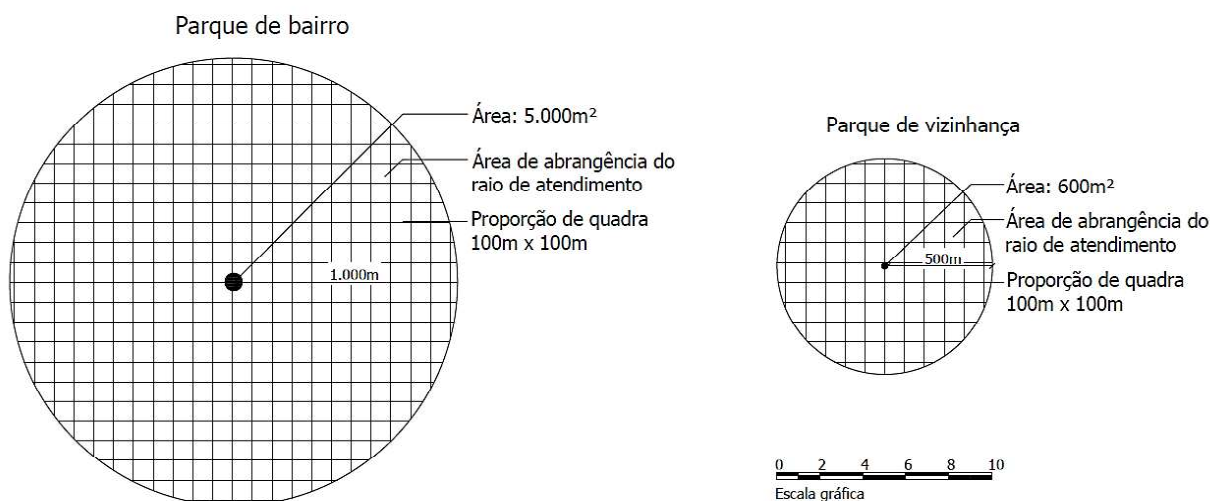 Parque de bairro
Área: 5.000m²
Área de abrangência do
raio de atendimento
Proporção de quadra
100m x 100m
1.000m
Parque de vizinhança
Área: 600m²
Área de abrangência do
raio de atendimento
500m
Proporção de quadra
100m x 100m
0 2 4 6 8 10
Escala gráfica